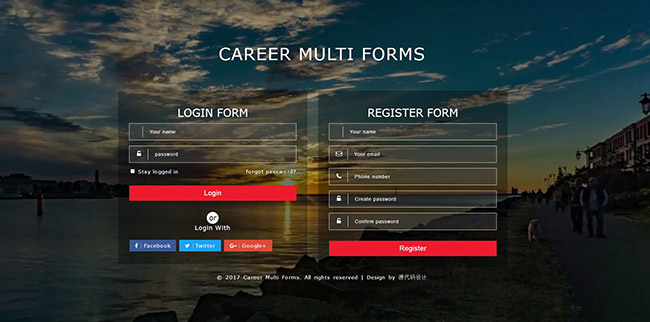 CAREER MULTI FORMS
LOGIN FORM
Your name
password
Stay logged in
forgot password?
Login
or
Login With
Facebook
Twitter
Google+
REGISTER FORM
Your name
Your email
Phone number
Create password
Confirm password
Register
© 2017 Career Multi Forms. All rights reserved | Design by 源代码设计